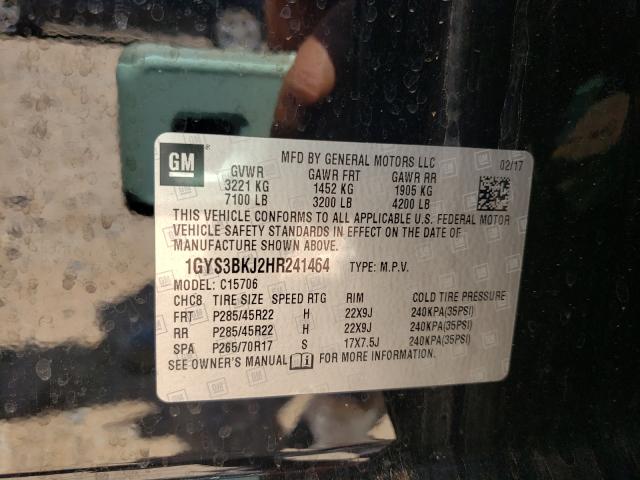 GM
MFD BY GENERAL MOTORS LLC 02/17
GVWR GAWR FRT GAWR RR
3221 KG 1452 KG 1905 KG
7100 LB 3200 LB 4200 LB
THIS VEHICLE CONFORMS TO ALL APPLICABLE U.S. FEDERAL MOTOR
VEHICLE SAFETY STANDARDS IN EFFECT ON THE DATE OF
MANUFACTURE SHOWN ABOVE.
1GYS3BKJ2HR241464 TYPE: M.P.V.
MODEL: C15706
CHC8 TIRE SIZE SPEED RTG RIM COLD TIRE PRESSURE
FRT P285/45R22 H 22X9J 240KPA(35PSI)
RR P285/45R22 H 22X9J 240KPA(35PSI)
SPA P265/70R17 S 17X7.5J 240KPA(35PSI)
SEE OWNER'S MANUAL i FOR MORE INFORMATION.